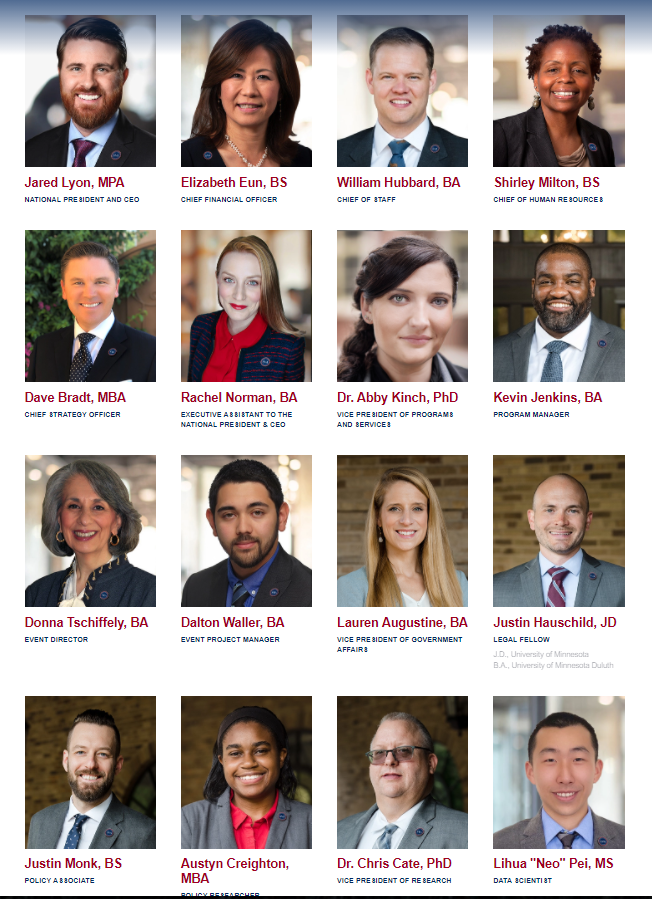 Jared Lyon, MPA
NATIONAL PRESIDENT AND CEO
Elizabeth Eun, BS
CHIEF FINANCIAL OFFICER
William Hubbard, BA
CHIEF OF STAFF
Shirley Milton, BS
CHIEF OF HUMAN RESOURCES
Dave Bradt, MBA
CHIEF STRATEGY OFFICER
Rachel Norman, BA
EXECUTIVE ASSISTANT TO THE
NATIONAL PRESIDENT & CEO
Dr. Abby Kinch, PhD
VICE PRESIDENT OF PROGRAMS
AND SERVICES
Kevin Jenkins, BA
PROGRAM MANAGER
Donna Tschiffely, BA
EVENT DIRECTOR
Dalton Waller, BA
EVENT PROJECT MANAGER
Lauren Augustine, BA
VICE PRESIDENT OF GOVERNMENT
AFFAIRS
Justin Hauschild, JD
LEGAL FELLOW
J.D., University of Minnesota
B.A., University of Minnesota Duluth
Justin Monk, BS
POLICY ASSOCIATE
Austyn Creighton,
MBA
POLICY RESEARCHER
Dr. Chris Cate, PhD
VICE PRESIDENT OF RESEARCH
Lihua "Neo" Pei, MS
DATA SCIENTIST